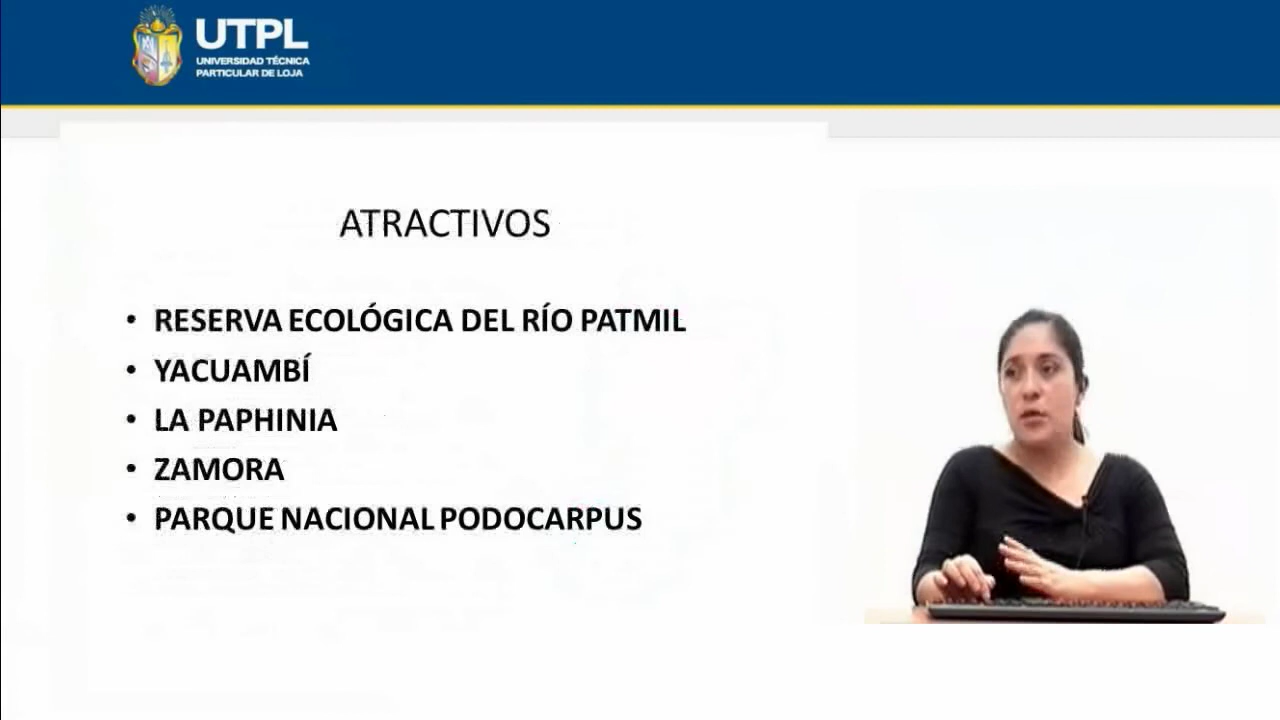 UTPL
UNIVERSIDAD TÉCNICA
PARTICULAR DE LOJA
ATRACTIVOS
• RESERVA ECOLÓGICA DEL RÍO PATMIL
• YACUAMBÍ
• LA PAPHINIA
• ZAMORA
• PARQUE NACIONAL PODOCARPUS